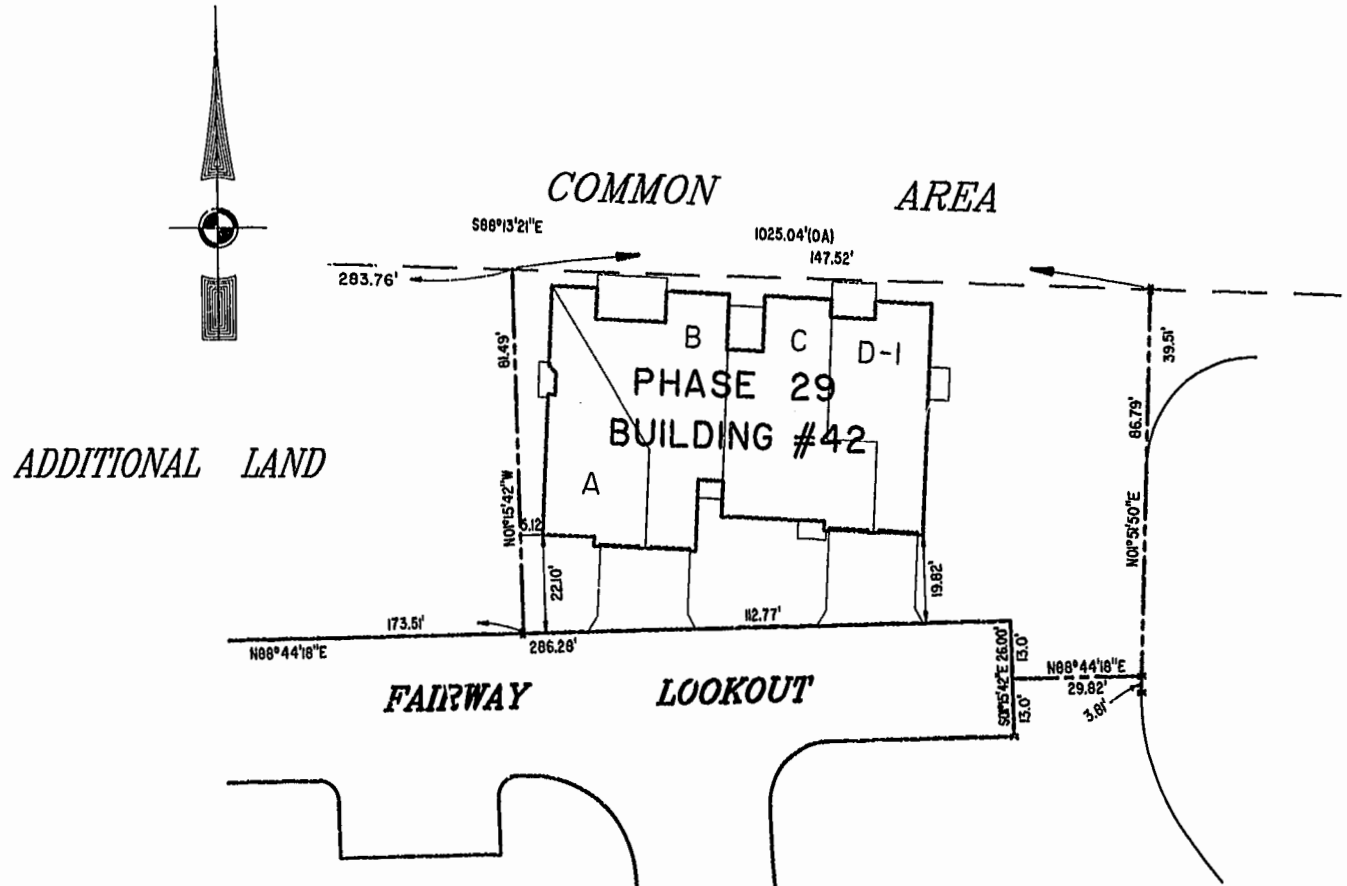 COMMON AREA
S88°13'21"E
1025.04'(OA)
147.52'
283.76'
81.49'
39.51'
B
C
D-1
PHASE 29
BUILDING #42
86.79'
ADDITIONAL LAND
A
N01°15'42"W
N01°51'50"E
22.10'
19.82'
173.51'
112.77'
286.28'
N88°44'18"E
S01°15'42"E 26.00'
13.0'
13.0'
N88°44'18"E
29.82'
3.81'
FAIRWAY LOOKOUT